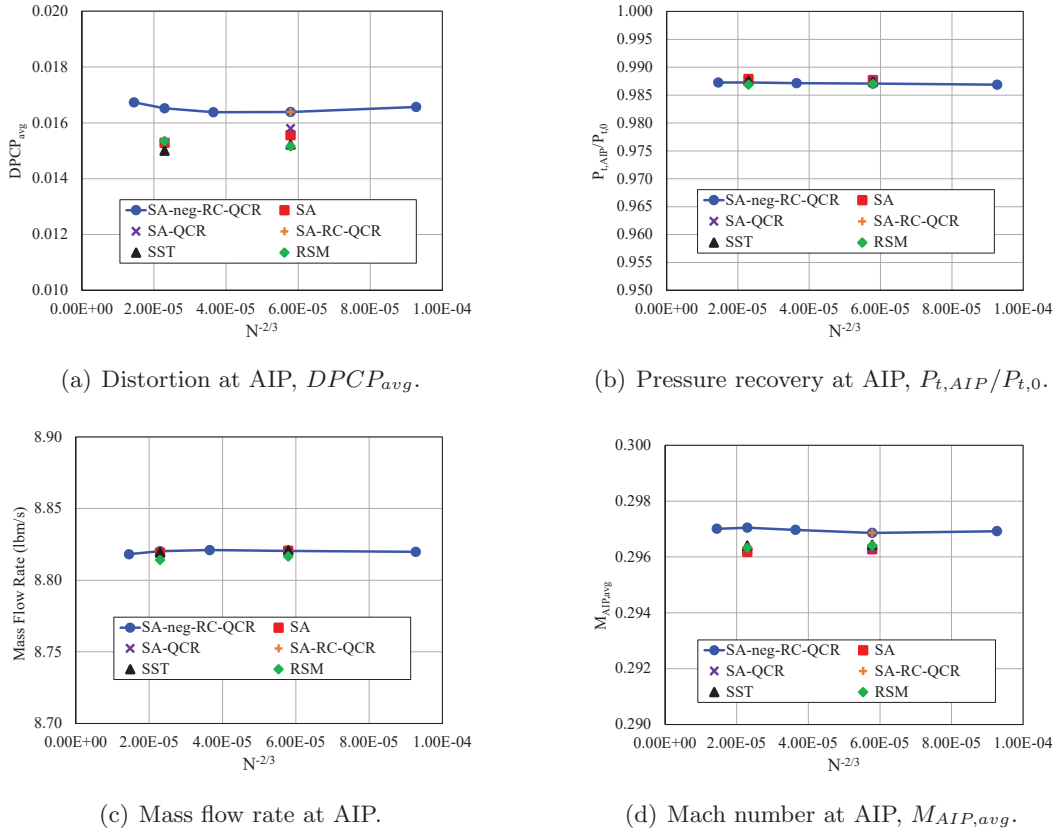 0.020
0.018
0.016
0.014
0.012
0.010
DPCP_avg
SA-neg-RC-QCR SA
SA-QCR SA-RC-QCR
SST RSM
0.00E+00 2.00E-05 4.00E-05 6.00E-05 8.00E-05 1.00E-04
N^-2/3
(a) Distortion at AIP, DPCP_avg.
1.000
0.995
0.990
0.985
0.980
0.975
0.970
0.965
0.960
0.955
0.950
P_t,AIP/P_t,0
SA-neg-RC-QCR SA
SA-QCR SA-RC-QCR
SST RSM
0.00E+00 2.00E-05 4.00E-05 6.00E-05 8.00E-05 1.00E-04
N^-2/3
(b) Pressure recovery at AIP, P_t,AIP/P_t,0.
8.90
8.85
8.80
8.75
8.70
Mass Flow Rate (lbm/s)
SA-neg-RC-QCR SA
SA-QCR SA-RC-QCR
SST RSM
0.00E+00 2.00E-05 4.00E-05 6.00E-05 8.00E-05 1.00E-04
N^-2/3
(c) Mass flow rate at AIP.
0.300
0.298
0.296
0.294
0.292
0.290
M_AIP,avg
SA-neg-RC-QCR SA
SA-QCR SA-RC-QCR
SST RSM
0.00E+00 2.00E-05 4.00E-05 6.00E-05 8.00E-05 1.00E-04
N^-2/3
(d) Mach number at AIP, M_AIP,avg.